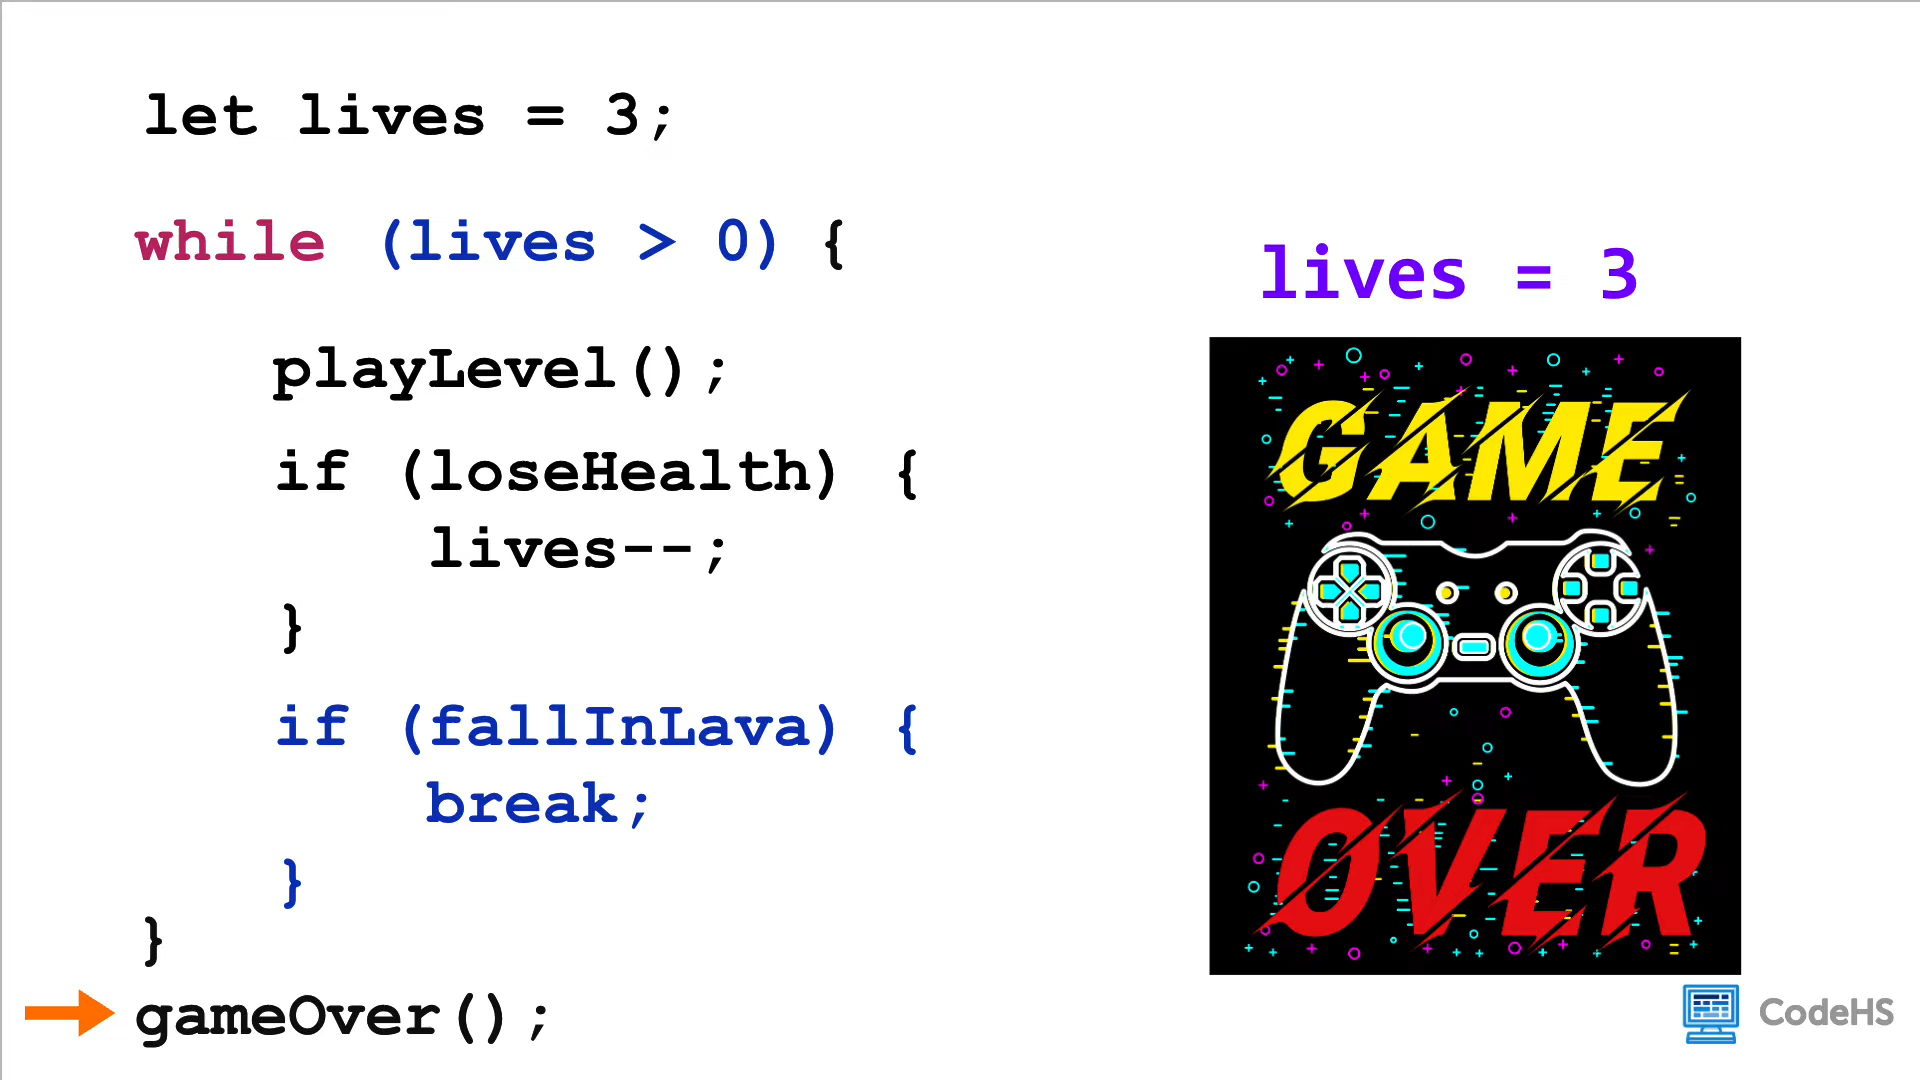 let lives = 3;
while (lives > 0) {
playLevel();
if (loseHealth) {
lives--;
}
if (fallInLava) {
break;
}
}
gameOver();
lives = 3
GAME
OVER
CodeHS